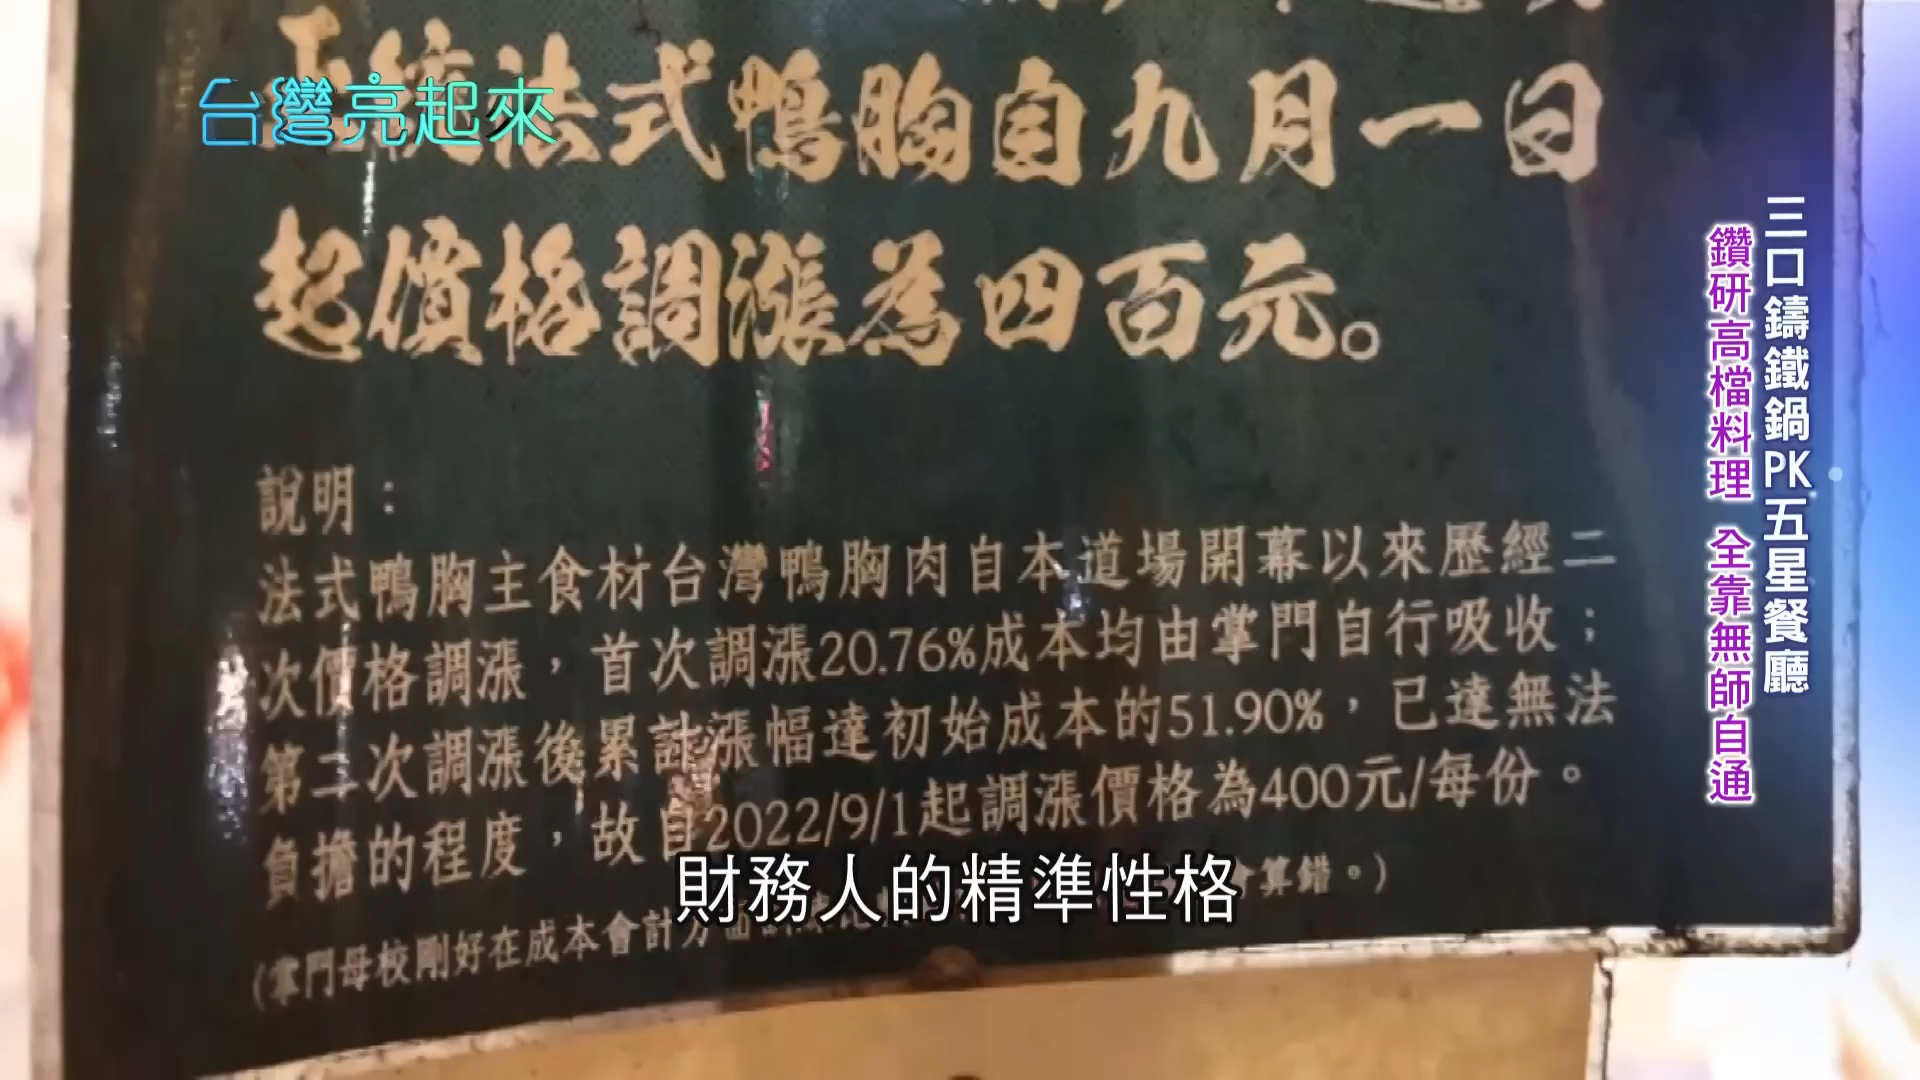 台灣亮起來
正統法式鴨胸自九月一日
起價格調漲為四百元。
說明：
法式鴨胸主食材台灣鴨胸肉自本道場開幕以來歷經二
次價格調漲，首次調漲20.76%成本均由掌門自行吸收；
第二次調漲後累計漲幅達初始成本的51.90%，已達無法
負擔的程度，故自2022/9/1起調漲價格為400元/每份。
(掌門母校剛好在成本會計方面 算錯。)
三口鑄鐵鍋PK五星餐廳
鑽研高檔料理 全靠無師自通
財務人的精準性格